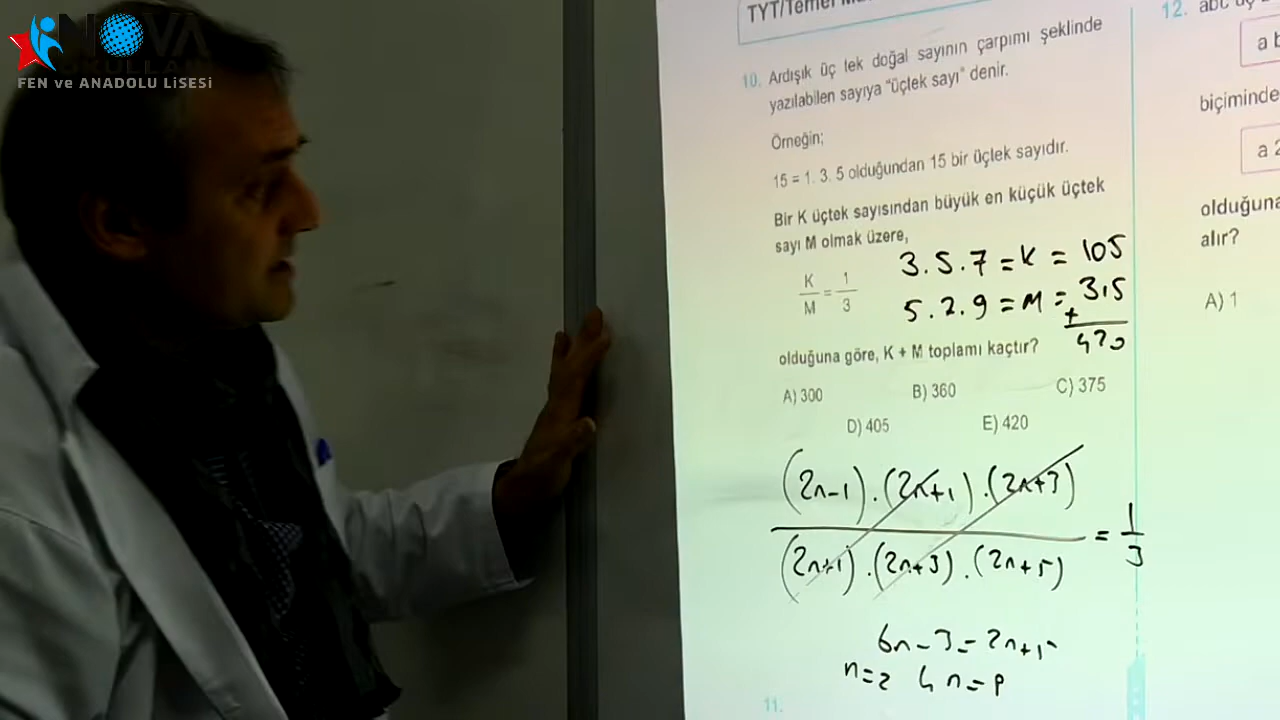 NOVA
OKULLARI
FEN ve ANADOLU LİSESİ
TYT/Temel
10. Ardışık üç tek doğal sayının çarpımı şeklinde
yazılabilen sayıya "üçtek sayı" denir.
Örneğin;
15 = 1. 3. 5 olduğundan 15 bir üçtek sayıdır.
Bir K üçtek sayısından büyük en küçük üçtek
sayı M olmak üzere,
K/M = 1/3
3.5.7 = K = 105
5.7.9 = M = 315
+
420
olduğuna göre, K + M toplamı kaçtır?
A) 300 B) 360 C) 375
D) 405 E) 420
(2n-1).(2n+1).(2n+3)
= 1/3
(2n+1).(2n+3).(2n+5)
6n-3=2n+5
n=2 4n=8
11.
12. abc üç
a b
biçiminde
a 2
olduğuna
alır?
A) 1